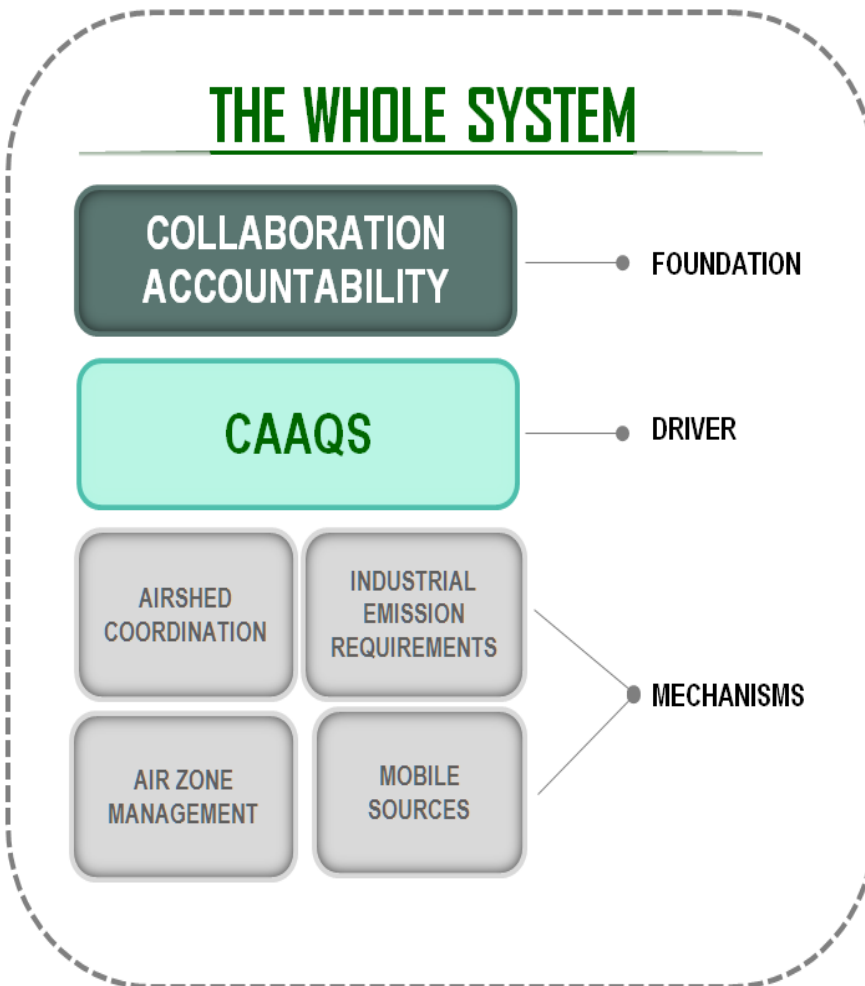 THE WHOLE SYSTEM
COLLABORATION
ACCOUNTABILITY
FOUNDATION
CAAQS
DRIVER
AIRSHED
COORDINATION
INDUSTRIAL
EMISSION
REQUIREMENTS
AIR ZONE
MANAGEMENT
MOBILE
SOURCES
MECHANISMS